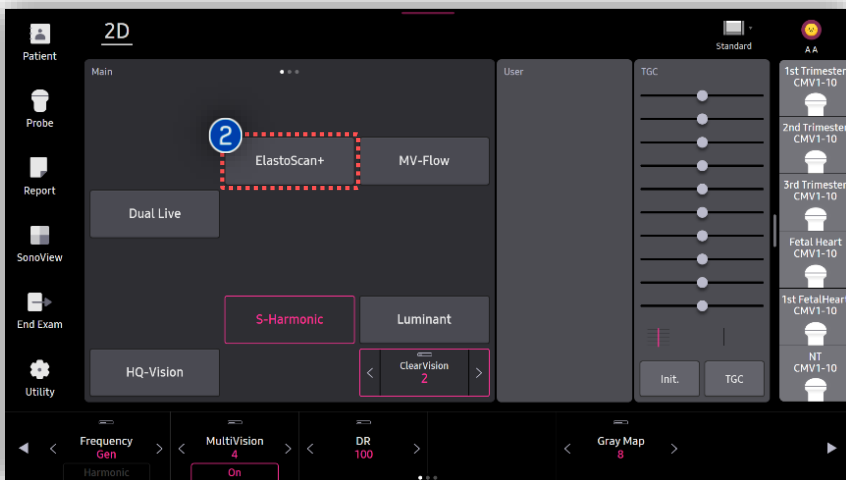 2D
Standard
A A
Patient
Probe
Report
SonoView
End Exam
Utility
Main
2
ElastoScan+
MV-Flow
Dual Live
S-Harmonic
Luminant
HQ-Vision
ClearVision
2
User
TGC
Init.
TGC
1st Trimester
CMV1-10
2nd Trimester
CMV1-10
3rd Trimester
CMV1-10
Fetal Heart
CMV1-10
1st FetalHeart
CMV1-10
NT
CMV1-10
Frequency
Gen
Harmonic
MultiVision
4
On
DR
100
Gray Map
8